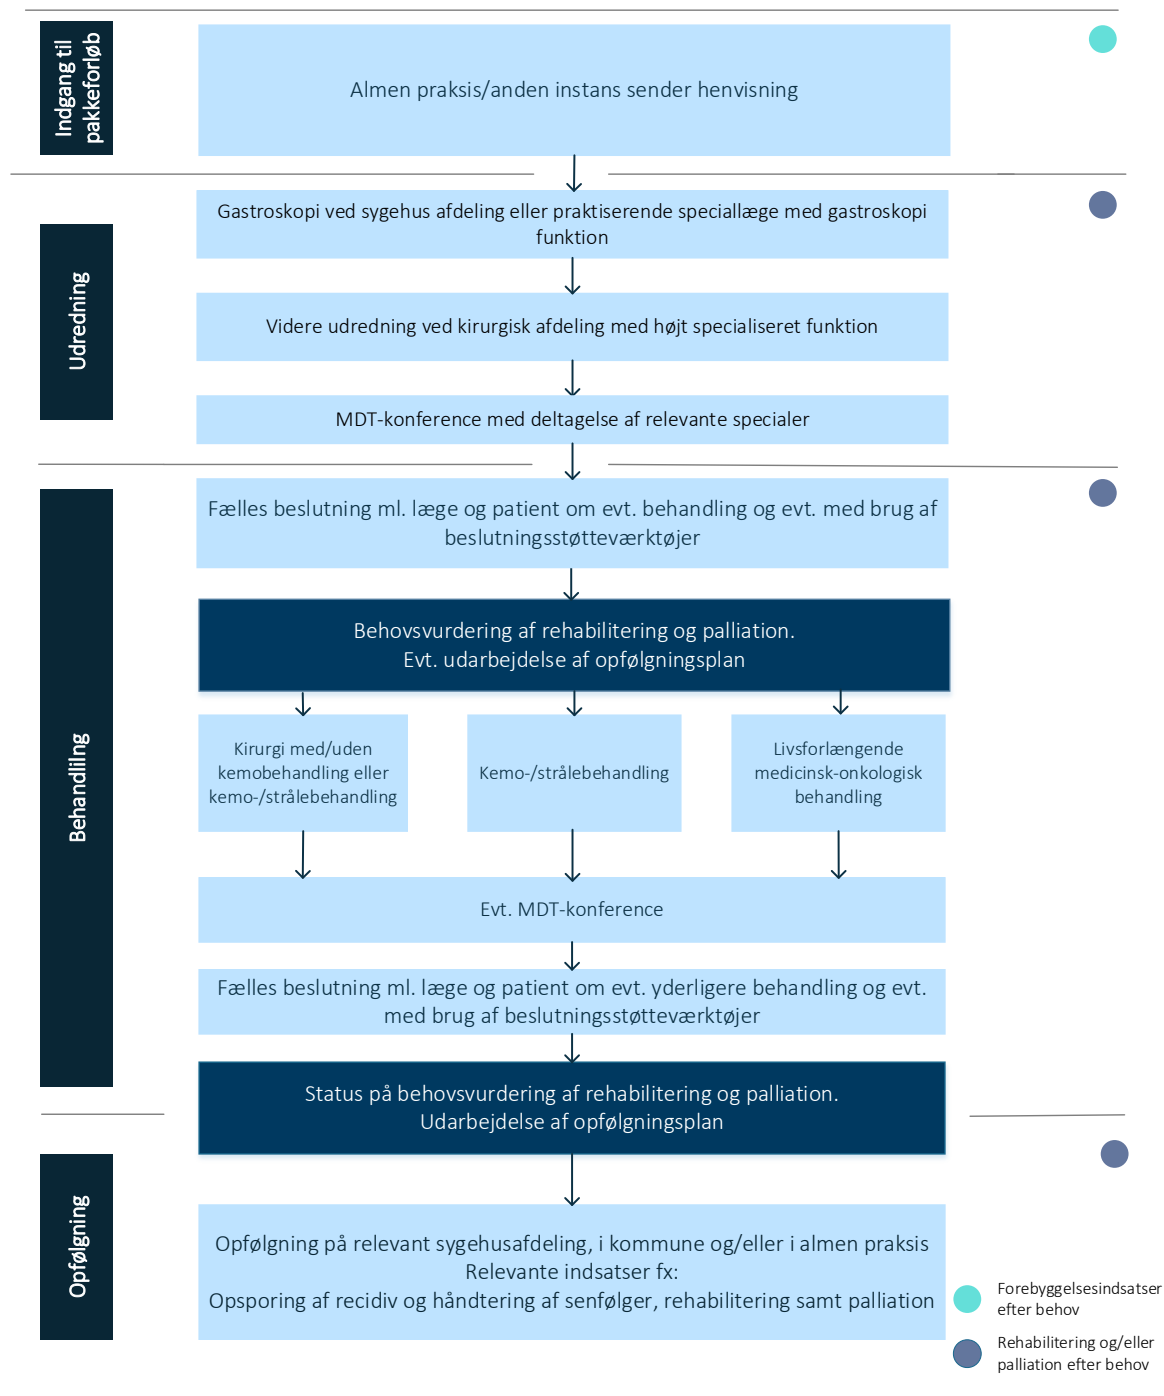 Indgang til
pakkeforløb
Almen praksis/anden instans sender henvisning
Udredning
Gastroskopi ved sygehus afdeling eller praktiserende speciallæge med gastroskopi
funktion
Videre udredning ved kirurgisk afdeling med højt specialiseret funktion
MDT-konference med deltagelse af relevante specialer
Behandlilng
Fælles beslutning ml. læge og patient om evt. behandling og evt. med brug af
beslutningsstøtteværktøjer
Behovsvurdering af rehabilitering og palliation.
Evt. udarbejdelse af opfølgningsplan
Kirurgi med/uden
kemobehandling eller
kemo-/strålebehandling
Kemo-/strålebehandling
Livsforlængende
medicinsk-onkologisk
behandling
Evt. MDT-konference
Fælles beslutning ml. læge og patient om evt. yderligere behandling og evt.
med brug af beslutningsstøtteværktøjer
Status på behovsvurdering af rehabilitering og palliation.
Udarbejdelse af opfølgningsplan
Opfølgning
Opfølgning på relevant sygehusafdeling, i kommune og/eller i almen praksis
Relevante indsatser fx:
Opsporing af recidiv og håndtering af senfølger, rehabilitering samt palliation
Forebyggelsesindsatser
efter behov
Rehabilitering og/eller
palliation efter behov